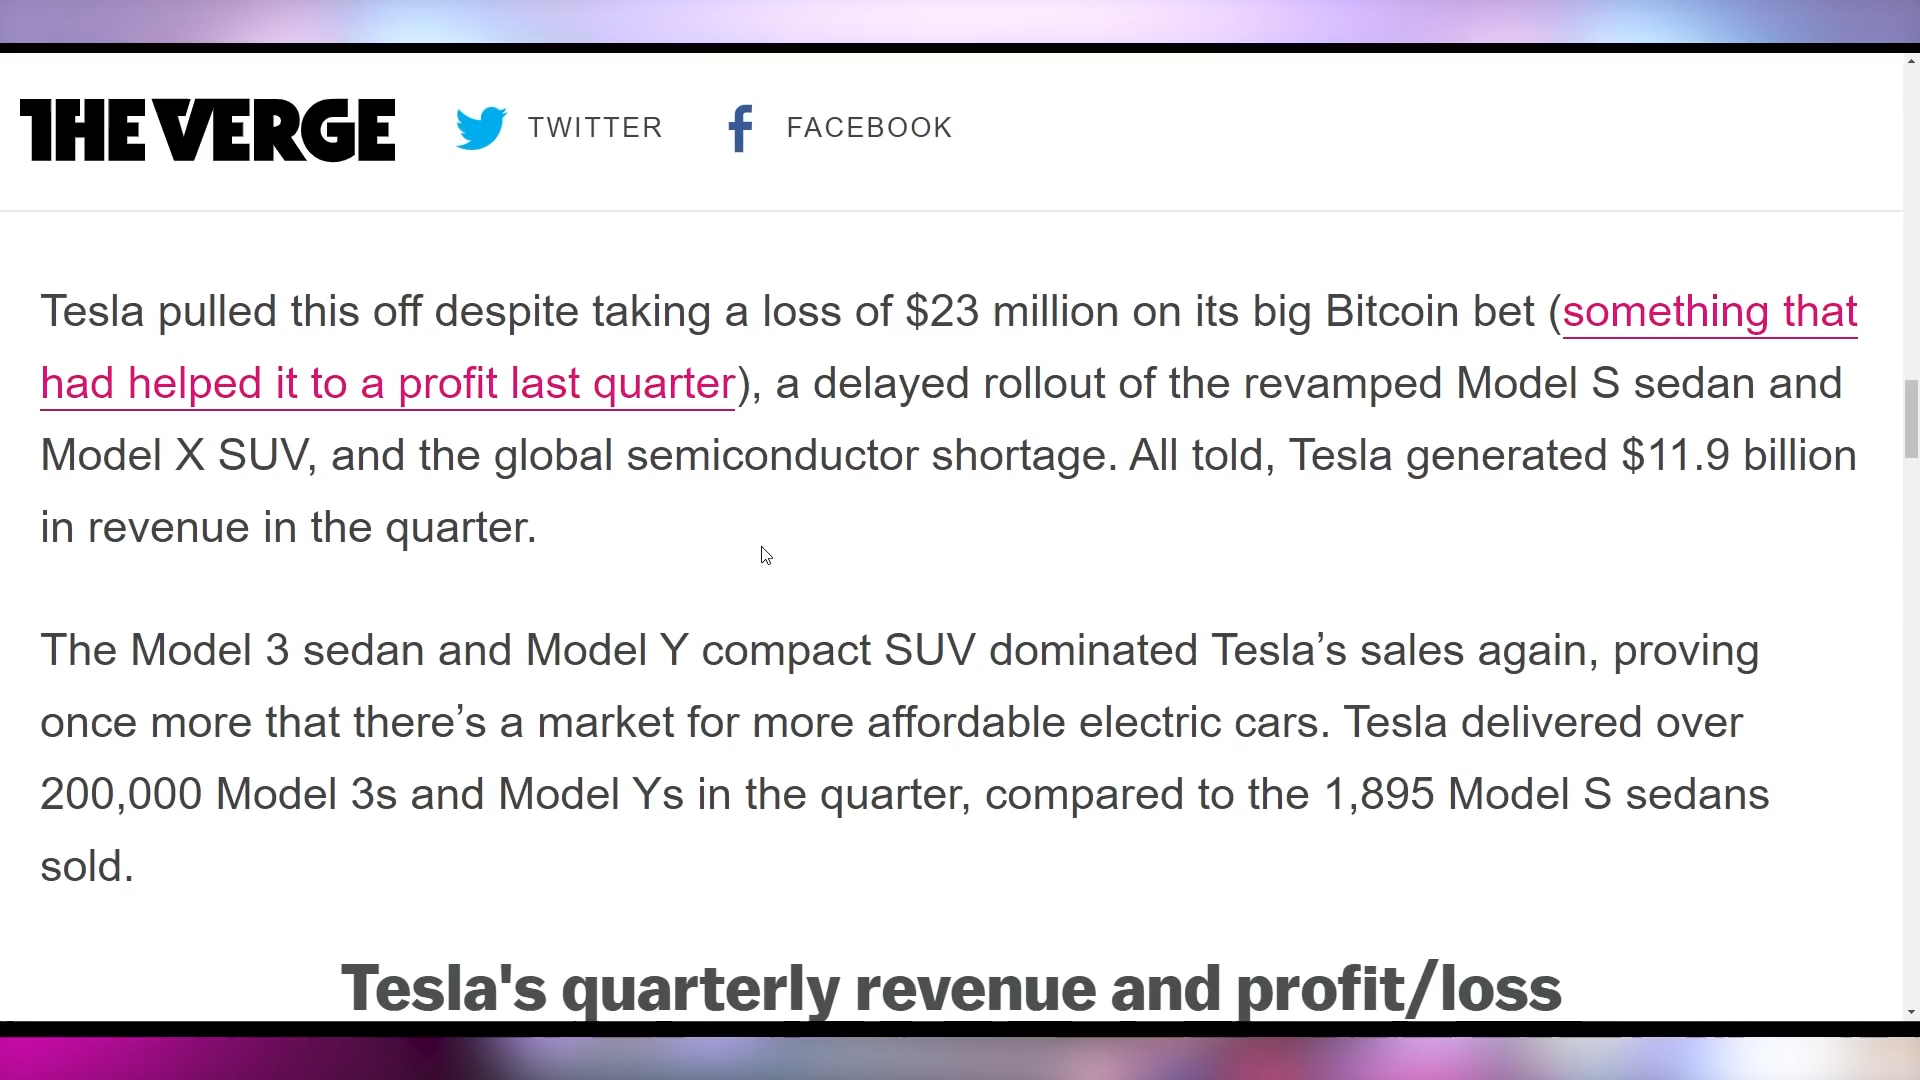 THE VERGE TWITTER FACEBOOK
Tesla pulled this off despite taking a loss of $23 million on its big Bitcoin bet (something that
had helped it to a profit last quarter), a delayed rollout of the revamped Model S sedan and
Model X SUV, and the global semiconductor shortage. All told, Tesla generated $11.9 billion
in revenue in the quarter.
The Model 3 sedan and Model Y compact SUV dominated Tesla’s sales again, proving
once more that there’s a market for more affordable electric cars. Tesla delivered over
200,000 Model 3s and Model Ys in the quarter, compared to the 1,895 Model S sedans
sold.
Tesla's quarterly revenue and profit/loss